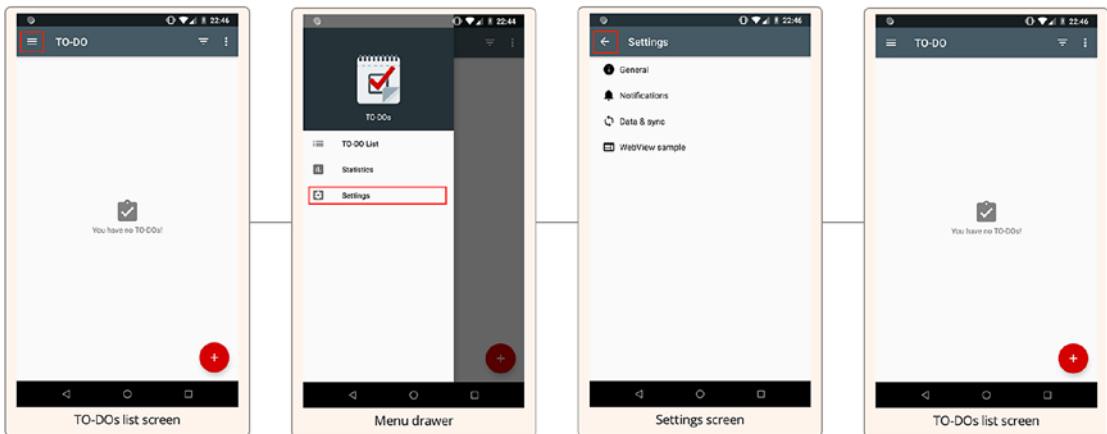 22:46
TO-DO
You have no TO-DOs!
+
TO-DOs list screen
22:44
TO-DOs
TO-DO List
Statistics
Settings
+
Menu drawer
22:46
Settings
General
Notifications
Data & sync
WebView sample
Settings screen
22:46
TO-DO
You have no TO-DOs!
+
TO-DOs list screen